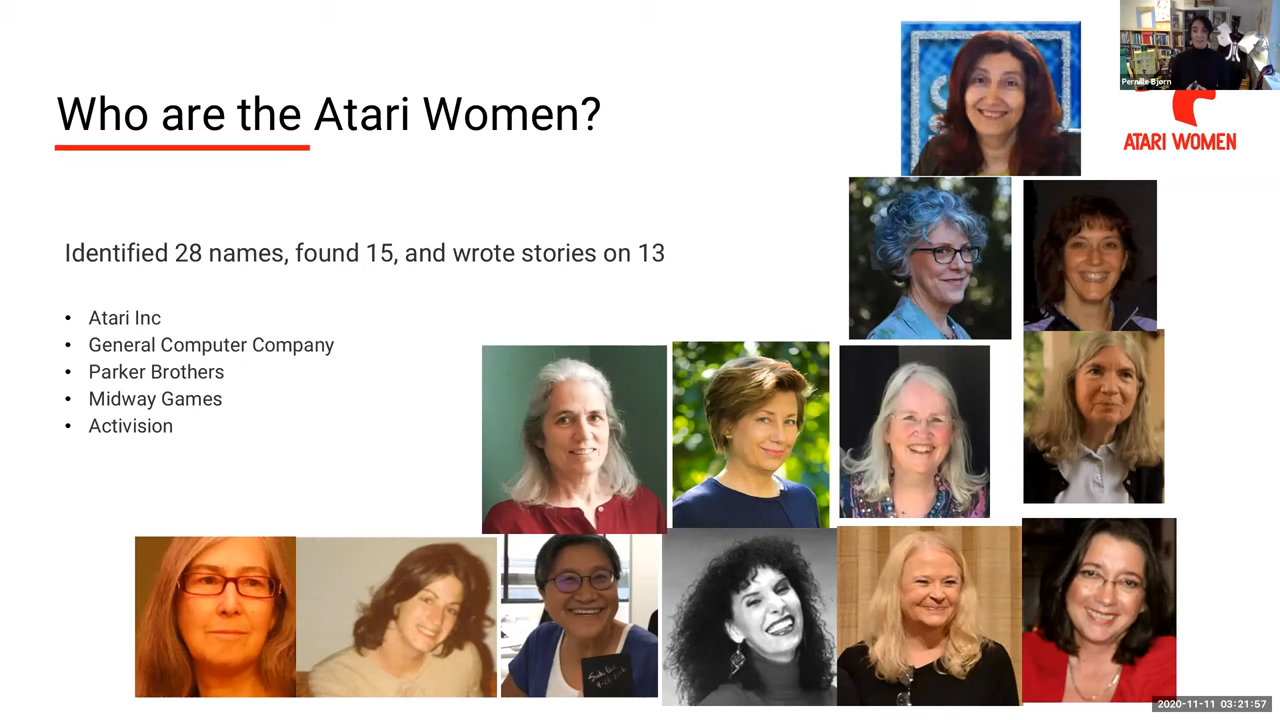 Who are the Atari Women?
Pernille Bjørn
ATARI WOMEN
Identified 28 names, found 15, and wrote stories on 13
• Atari Inc
• General Computer Company
• Parker Brothers
• Midway Games
• Activision
2020-11-11 03:21:57